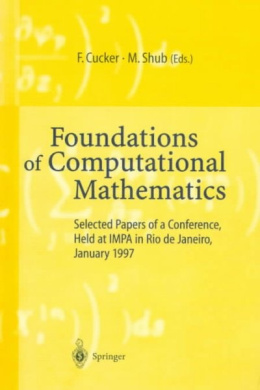 F. Cucker · M. Shub (Eds.)
Foundations
of Computational
Mathematics
Selected Papers of a Conference,
Held at IMPA in Rio de Janeiro,
January 1997
Springer